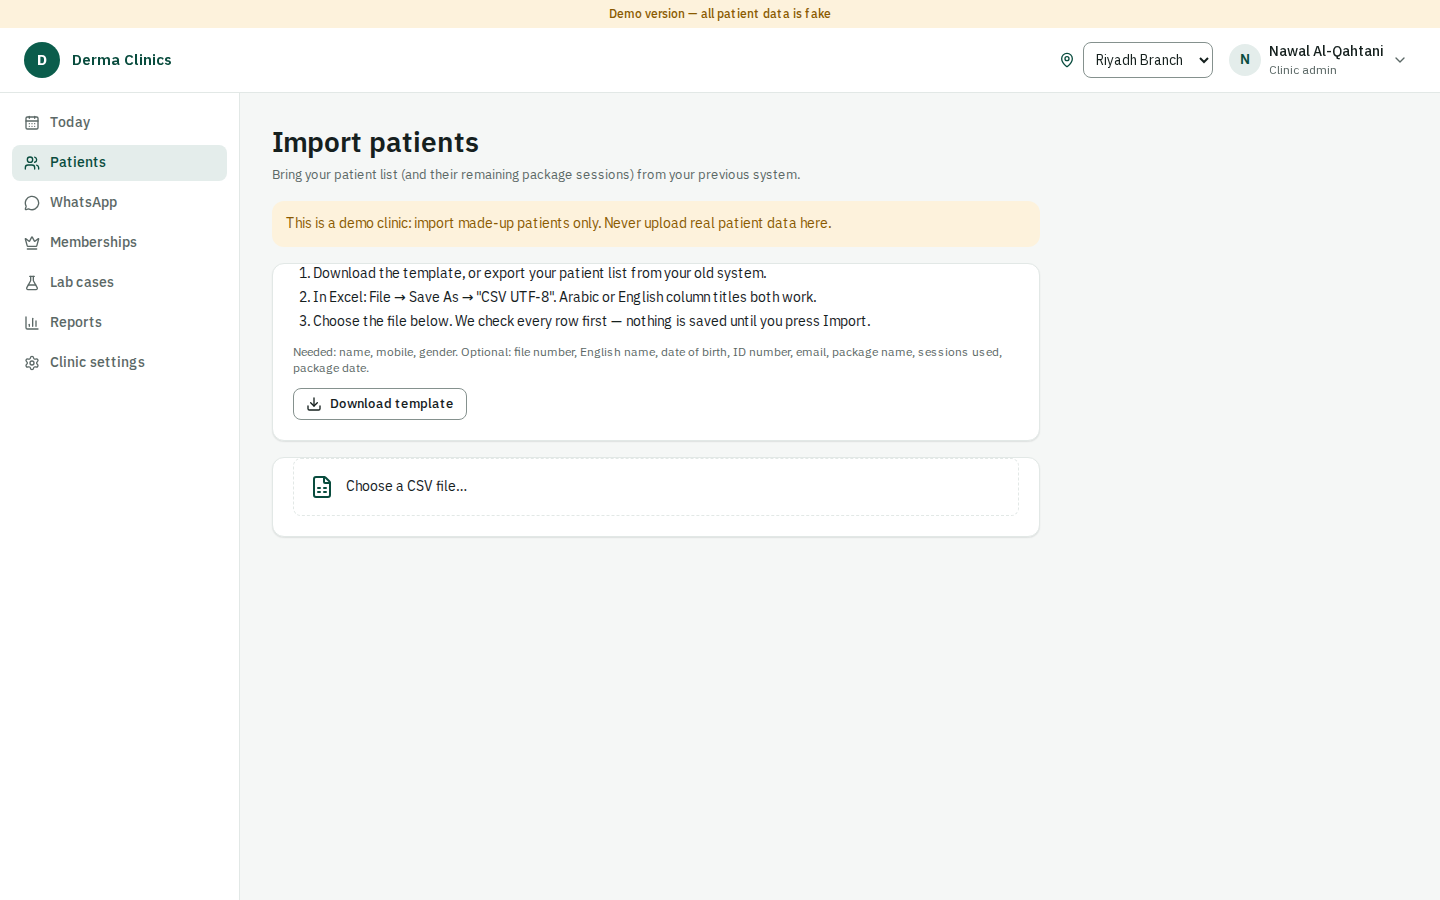 Demo version — all patient data is fake
D
Derma Clinics
Riyadh Branch
N
Nawal Al-Qahtani
Clinic admin
Today
Patients
WhatsApp
Memberships
Lab cases
Reports
Clinic settings
Import patients
Bring your patient list (and their remaining package sessions) from your previous system.
This is a demo clinic: import made-up patients only. Never upload real patient data here.
1. Download the template, or export your patient list from your old system.
2. In Excel: File → Save As → "CSV UTF-8". Arabic or English column titles both work.
3. Choose the file below. We check every row first — nothing is saved until you press Import.
Needed: name, mobile, gender. Optional: file number, English name, date of birth, ID number, email, package name, sessions used,
package date.
Download template
Choose a CSV file...